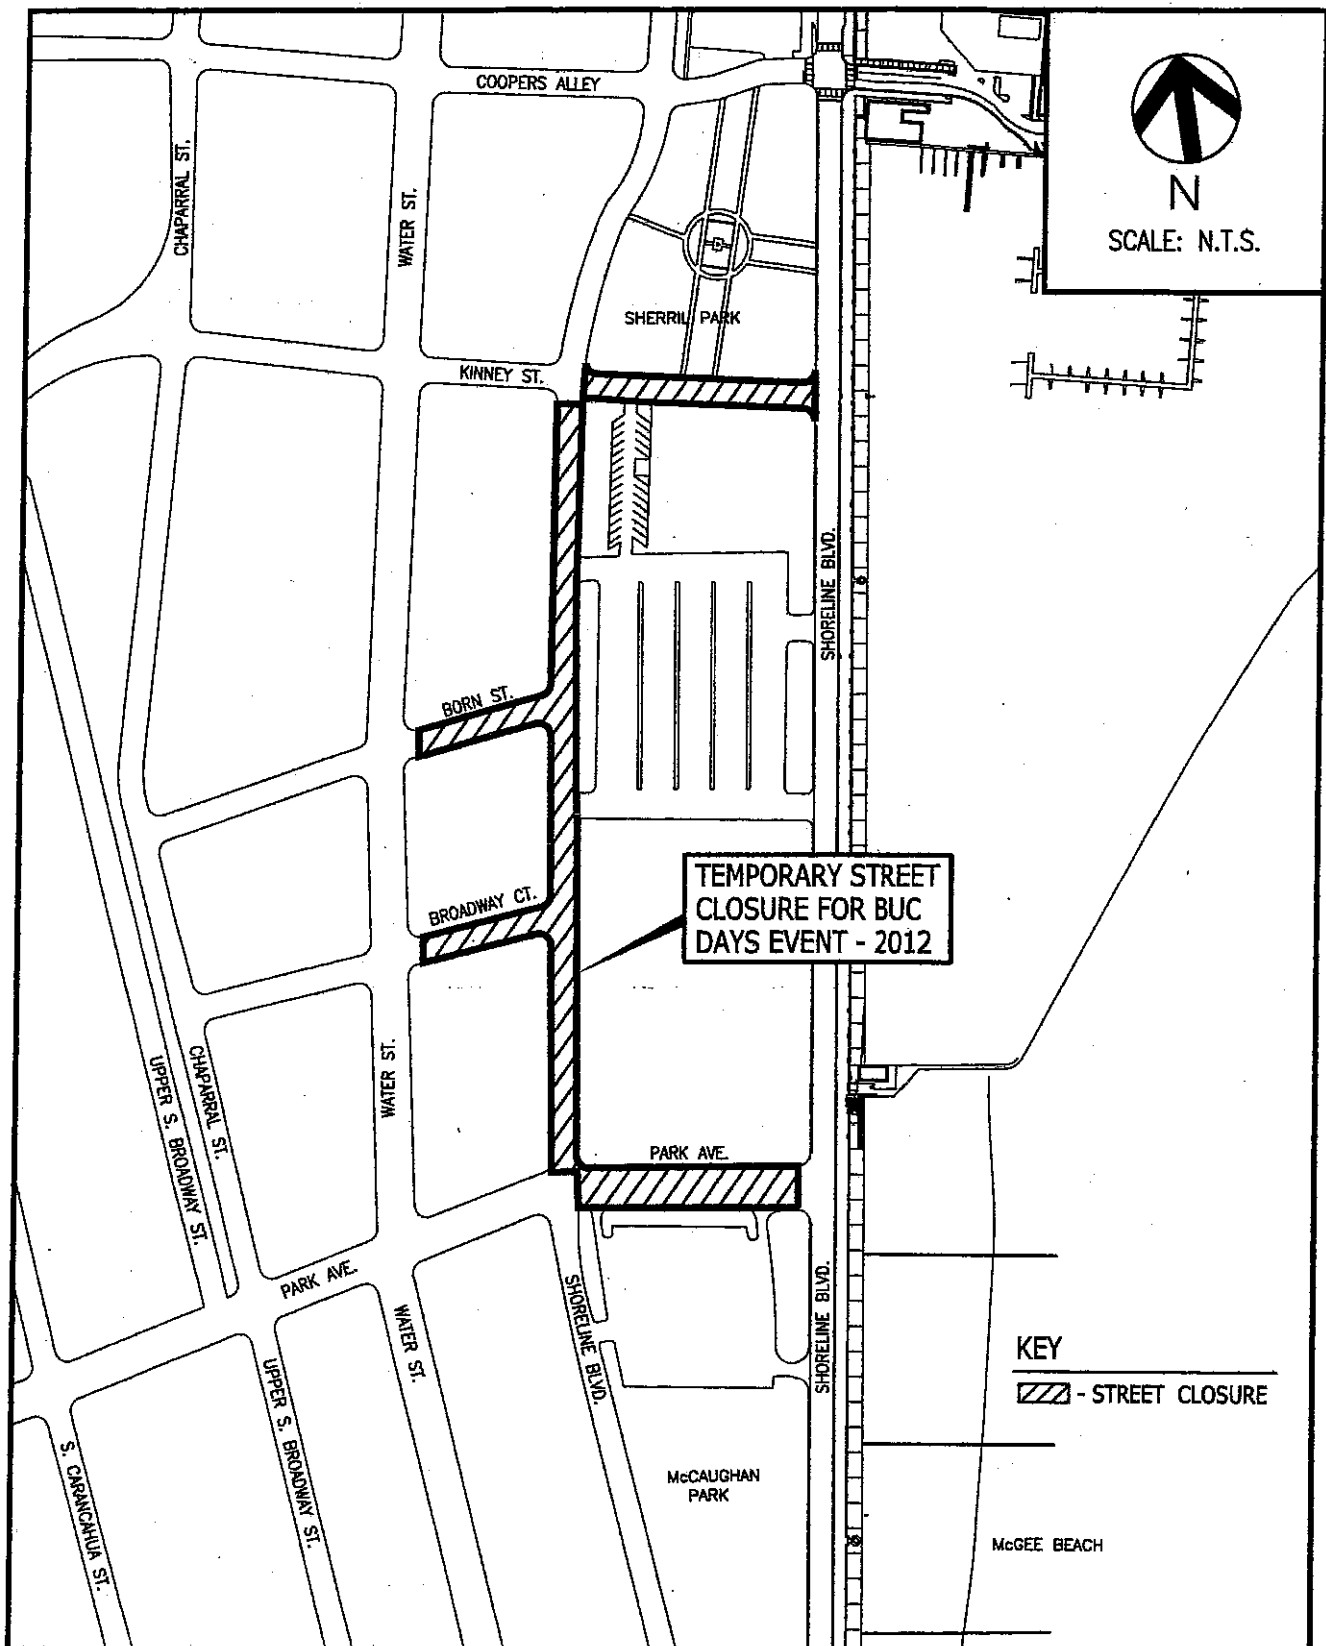 COOPERS ALLEY
CHAPARRAL ST.
WATER ST.
N
SCALE: N.T.S.
SHERRIL PARK
KINNEY ST.
SHORELINE BLVD.
BORN ST.
TEMPORARY STREET
CLOSURE FOR BUC
DAYS EVENT - 2012
BROADWAY CT.
UPPER S. BROADWAY ST.
CHAPARRAL ST.
WATER ST.
PARK AVE.
PARK AVE.
SHORELINE BLVD.
SHORELINE BLVD.
WATER ST.
KEY
- STREET CLOSURE
UPPER S. BROADWAY ST.
S. CARANCAHUA ST.
McCAUGHAN
PARK
McGEE BEACH